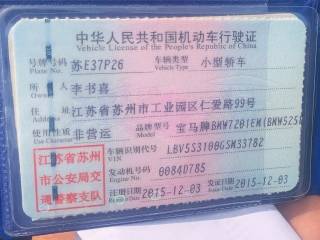 中华人民共和国机动车行驶证
Vehicle License of the People's Republic of China
号牌号码 苏E37P26 车辆类型 小型轿车
Plate No. Vehicle Type
所有人 李书喜
Owner
住址 江苏省苏州市工业园区仁爱路99号
Address
使用性质 非营运 品牌型号 宝马牌BMW7201EM(BMW525L
Use Character Model
江苏省苏州
市公安局交
通警察支队
车辆识别代号 LBV5S3100GSM33782
VIN
发动机号码 0084D785
Engine No.
注册日期 2015-12-03 发证日期 2015-12-03